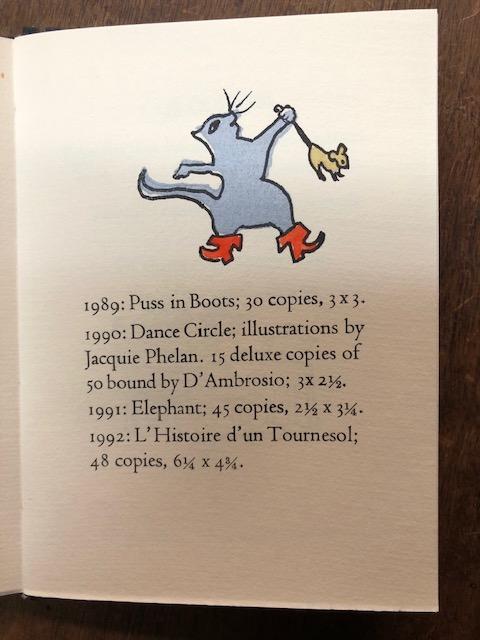 1989: Puss in Boots; 30 copies, 3 x 3.
1990: Dance Circle; illustrations by
Jacquie Phelan. 15 deluxe copies of
50 bound by D'Ambrosio; 3x 2½.
1991: Elephant; 45 copies, 2½ x 3¼.
1992: L'Histoire d'un Tournesol;
48 copies, 6¼ x 4¾.